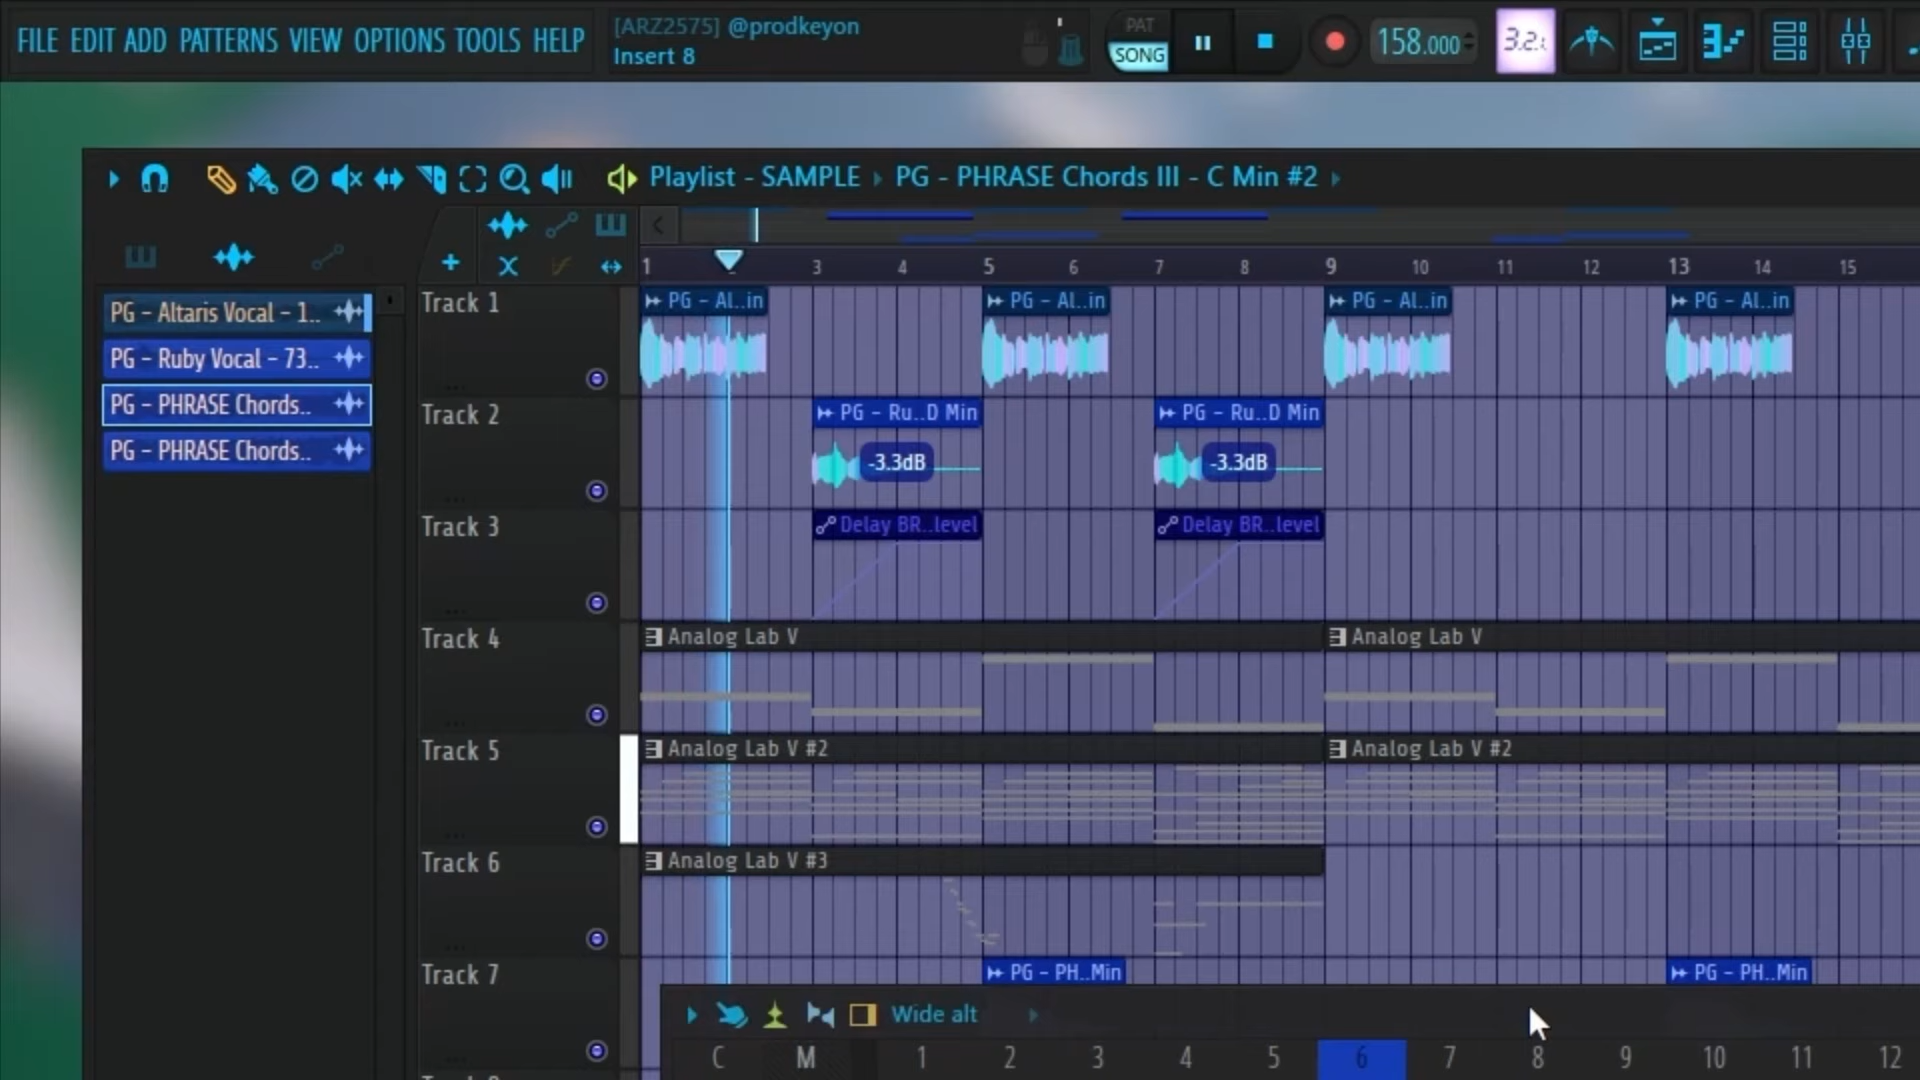 FILE EDIT ADD PATTERNS VIEW OPTIONS TOOLS HELP
[ARZ2575] @prodkeyon
Insert 8
PAT
SONG
158.000
3.2.
Playlist - SAMPLE PG - PHRASE Chords III - C Min #2
1 3 4 5 6 7 8 9 10 11 12 13 14 15
PG - Altaris Vocal - 1..
PG - Ruby Vocal - 73..
PG - PHRASE Chords..
PG - PHRASE Chords..
Track 1
PG - Al..in
PG - Al..in
PG - Al..in
PG - Al..in
Track 2
PG - Ru..D Min
PG - Ru..D Min
-3.3dB
-3.3dB
Track 3
Delay BR..level
Delay BR..level
Track 4
Analog Lab V
Analog Lab V
Track 5
Analog Lab V #2
Analog Lab V #2
Track 6
Analog Lab V #3
Track 7
PG - PH..Min
PG - PH..Min
Wide alt
C M 1 2 3 4 5 6 7 8 9 10 11 12